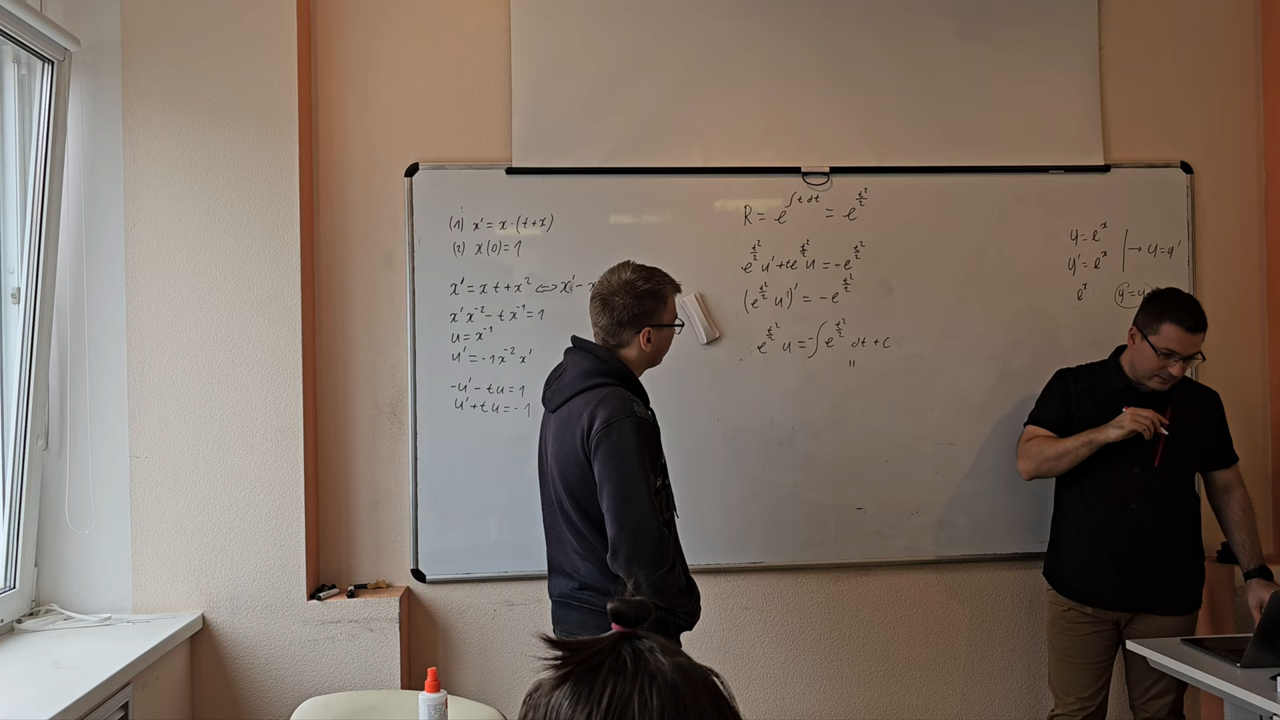 (1) x' = x·(t+x)
(2) x(0)=1
x' = xt+x² ⟺ x'-x
x'x⁻²-tx⁻¹=1
u=x⁻¹
u'=-1x⁻²x'
-u'-tu=1
u'+tu=-1
R = e^{∫t dt} = e^{t²/2}
e^{t²/2} u' + te^{t²/2} u = -e^{t²/2}
(e^{t²/2} u)' = -e^{t²/2}
e^{t²/2} u = -∫e^{t²/2} dt + c
"
y=e^x
y'=e^x | → y=y'
e^x y'=